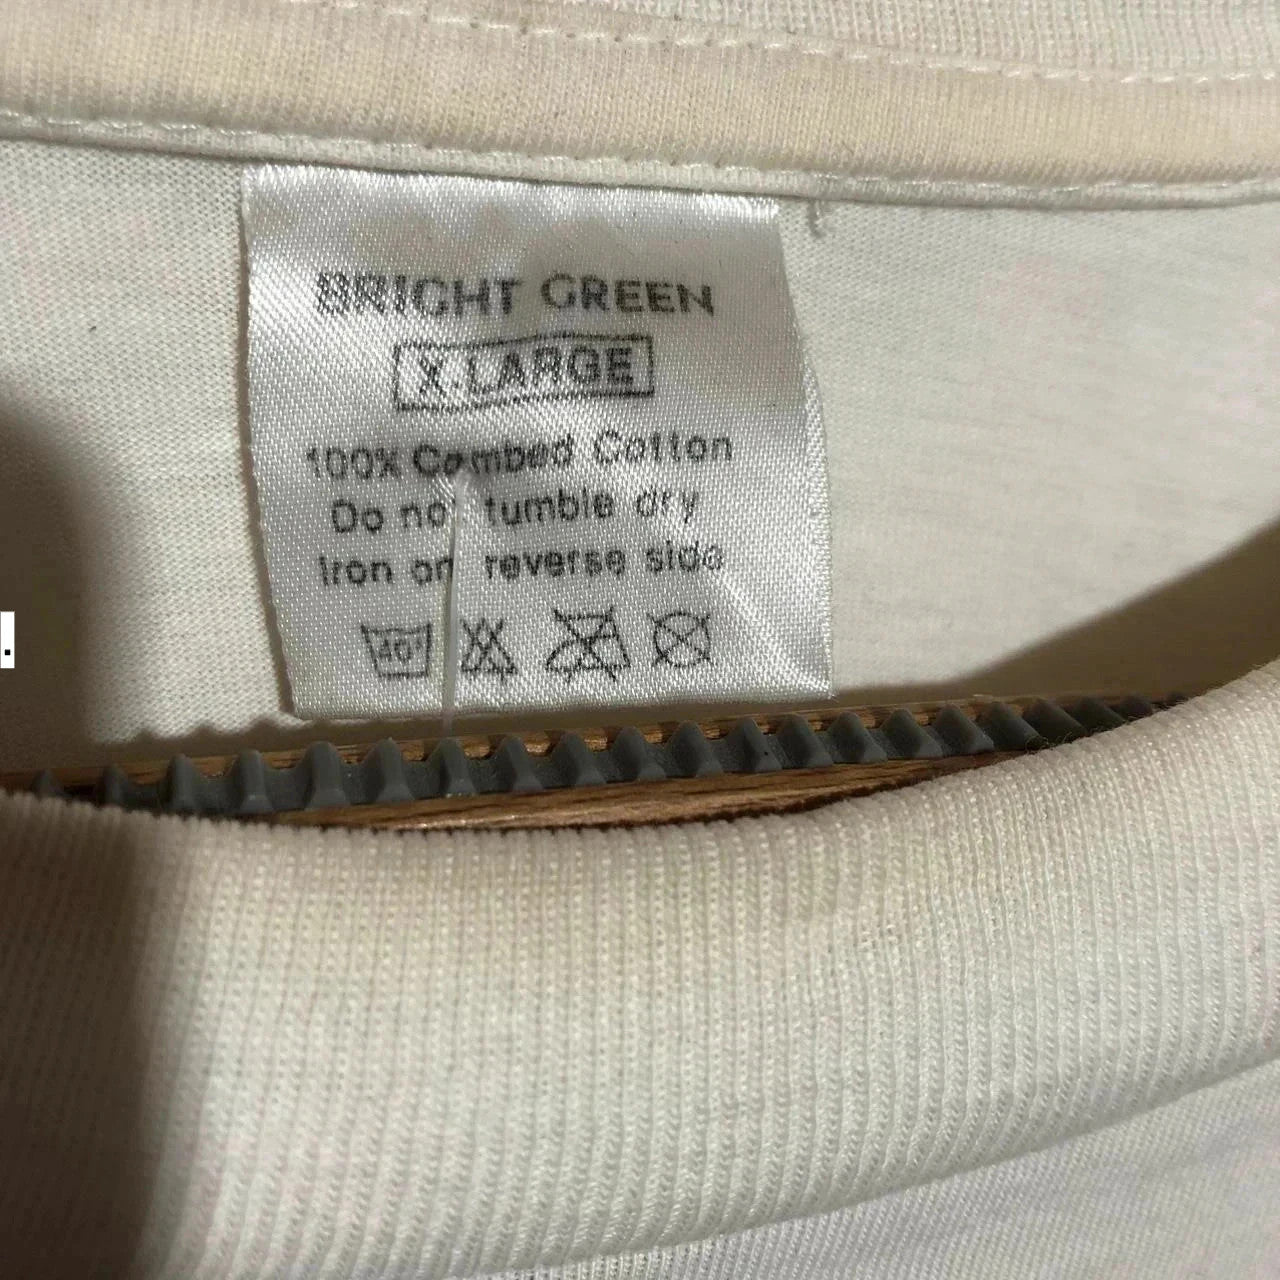 BRIGHT GREEN
X-LARGE
100% Combed Cotton
Do not tumble dry
Iron on reverse side
40°
.